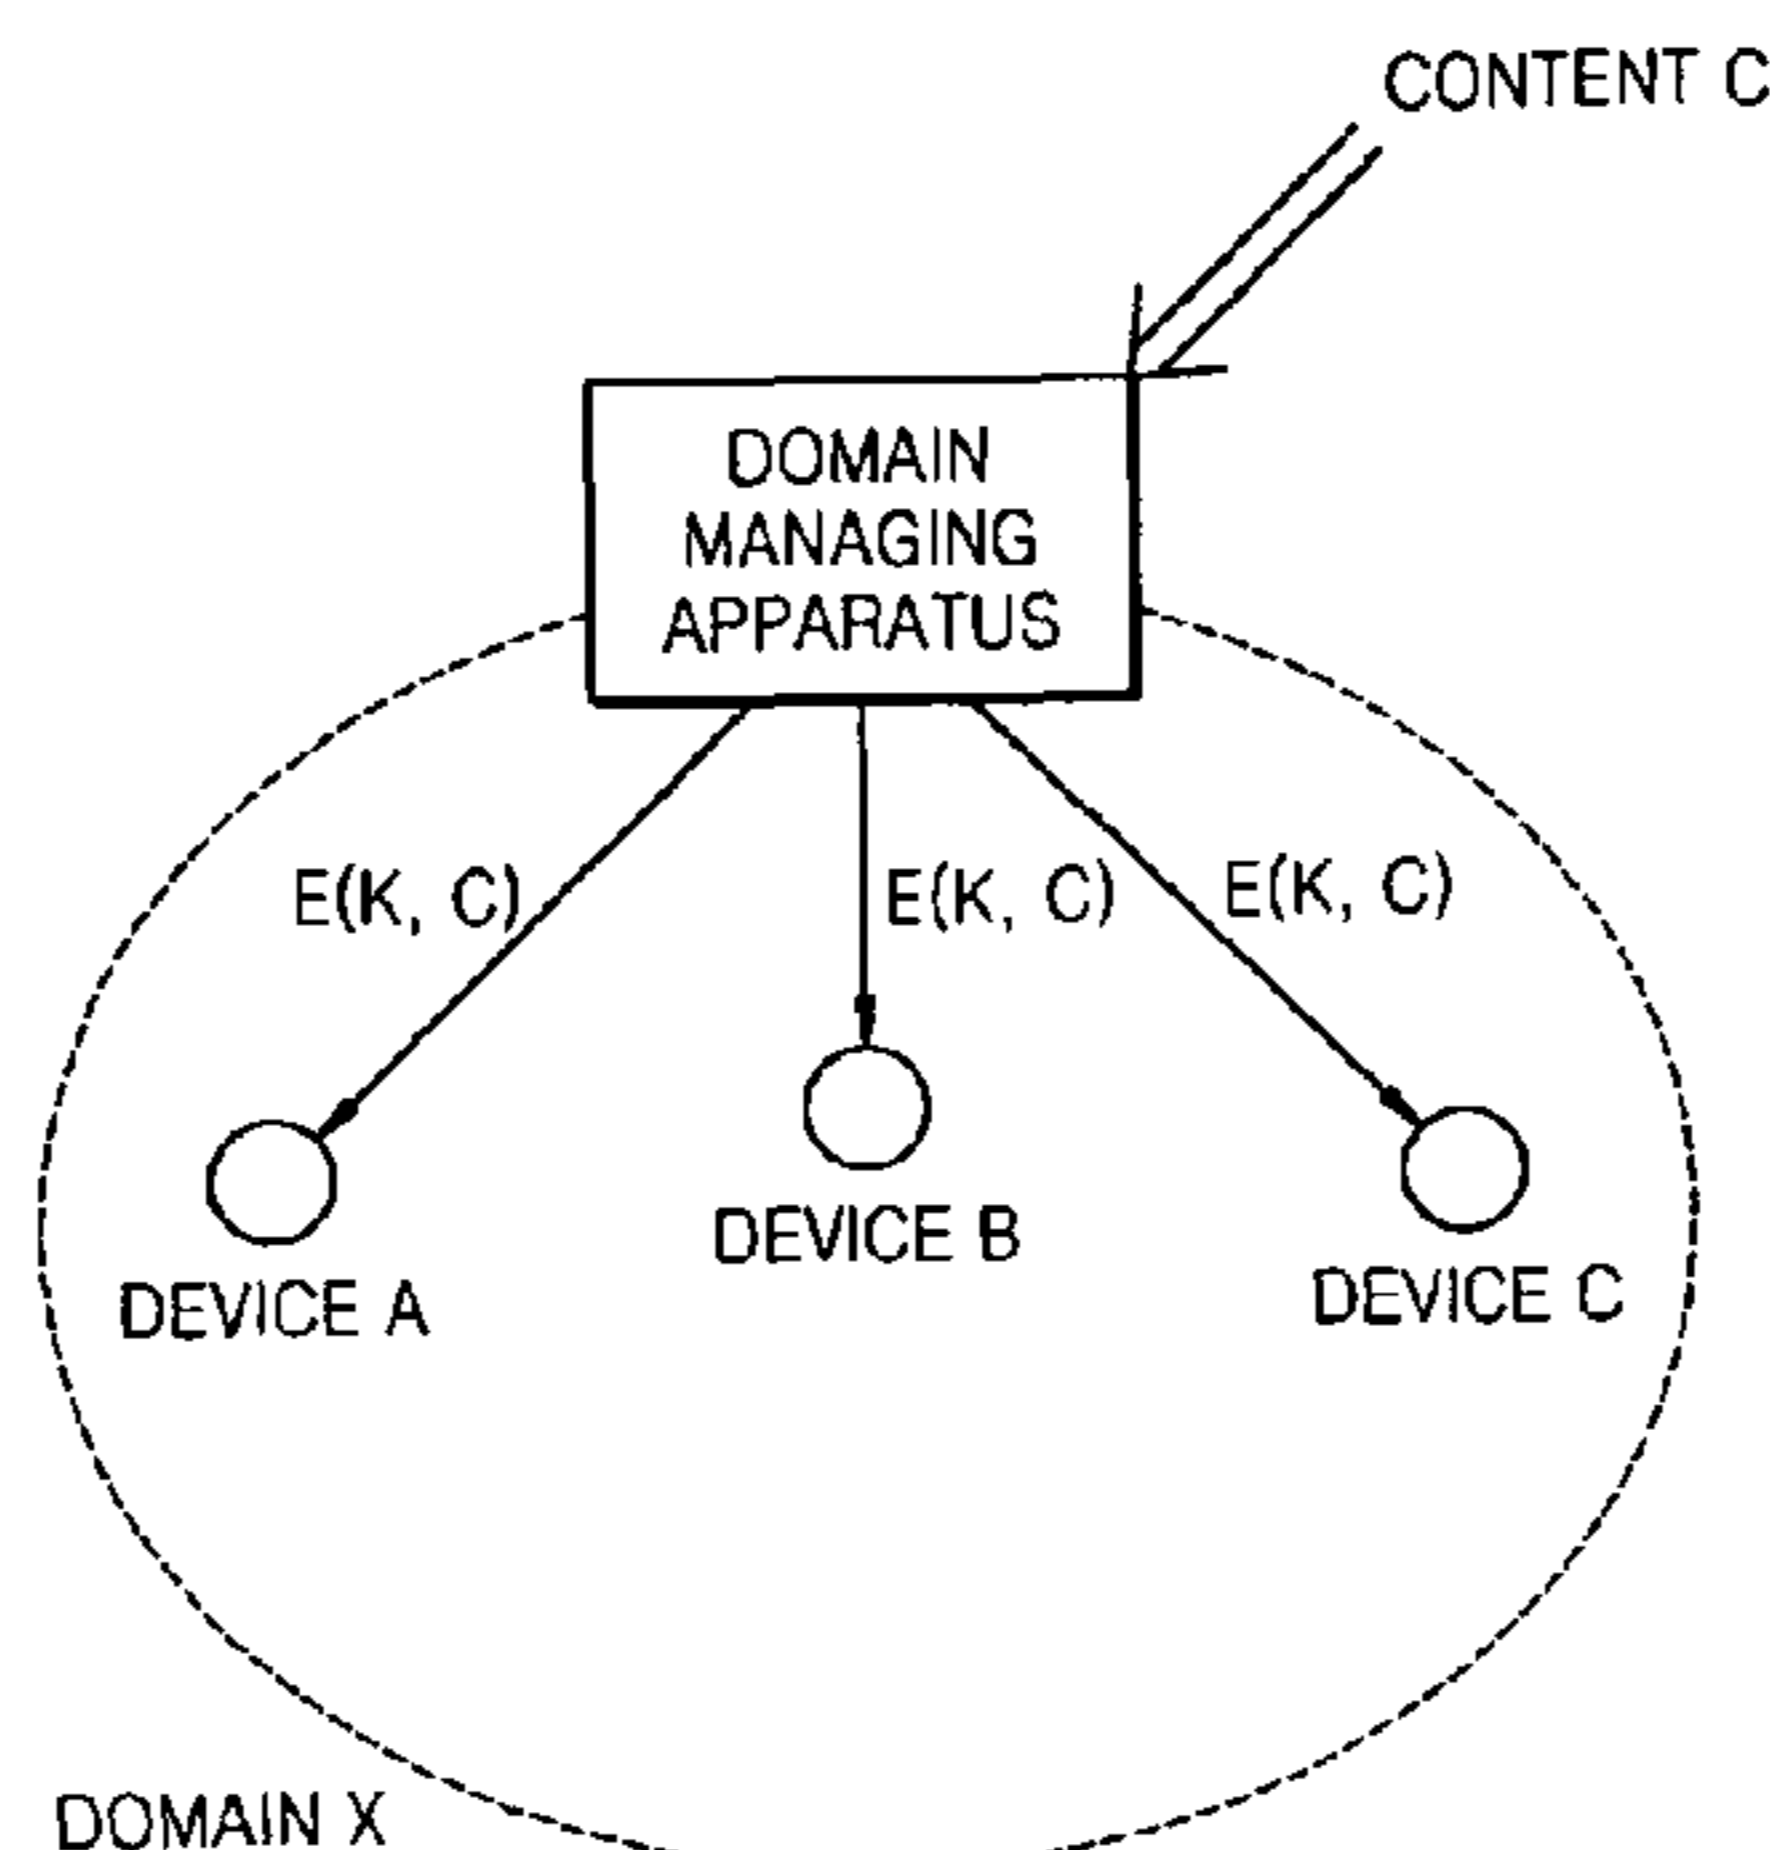 CONTENT C
DOMAIN
MANAGING
APPARATUS
E(K, C)
E(K, C)
E(K, C)
DEVICE A
DEVICE B
DEVICE C
DOMAIN X